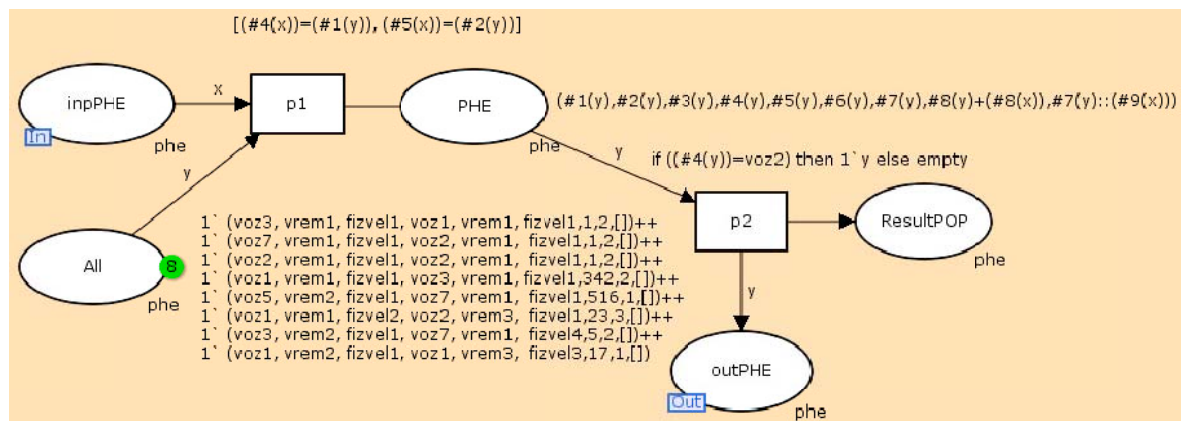 [(#4(x))=(#1(y)), (#5(x))=(#2(y))]
inpPHE
In
phe
x
p1
PHE
phe
(#1(y),#2(y),#3(y),#4(y),#5(y),#6(y),#7(y),#8(y)+(#8(x)),#7(y)::(#9(x)))
y
y
if ((#4(y))=voz2) then 1`y else empty
p2
ResultPOP
phe
All
8
phe
1` (voz3, vrem1, fizvel1, voz1, vrem1, fizvel1,1,2,[])++
1` (voz7, vrem1, fizvel1, voz2, vrem1, fizvel1,1,2,[])++
1` (voz2, vrem1, fizvel1, voz2, vrem1, fizvel1,1,2,[])++
1` (voz1, vrem1, fizvel1, voz3, vrem1, fizvel1,342,2,[])++
1` (voz5, vrem2, fizvel1, voz7, vrem1, fizvel1,516,1,[])++
1` (voz1, vrem1, fizvel2, voz2, vrem3, fizvel1,23,3,[])++
1` (voz3, vrem2, fizvel1, voz7, vrem1, fizvel4,5,2,[])++
1` (voz1, vrem2, fizvel1, voz1, vrem3, fizvel3,17,1,[])
y
outPHE
Out
phe